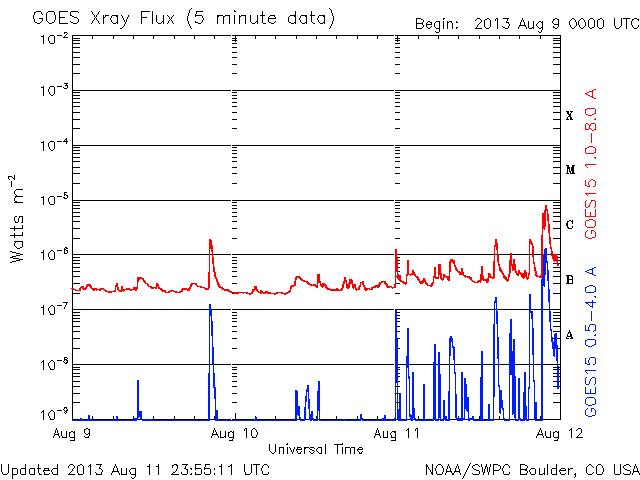 GOES Xray Flux (5 minute data)
Begin: 2013 Aug 9 0000 UTC
10⁻²
10⁻³
10⁻⁴
10⁻⁵
10⁻⁶
10⁻⁷
10⁻⁸
10⁻⁹
Watts m⁻²
X
M
C
B
A
GOES15 1.0-8.0 A
GOES15 0.5-4.0 A
Aug 9
Aug 10
Aug 11
Aug 12
Universal Time
Updated 2013 Aug 11 23:55:11 UTC
NOAA/SWPC Boulder, CO USA